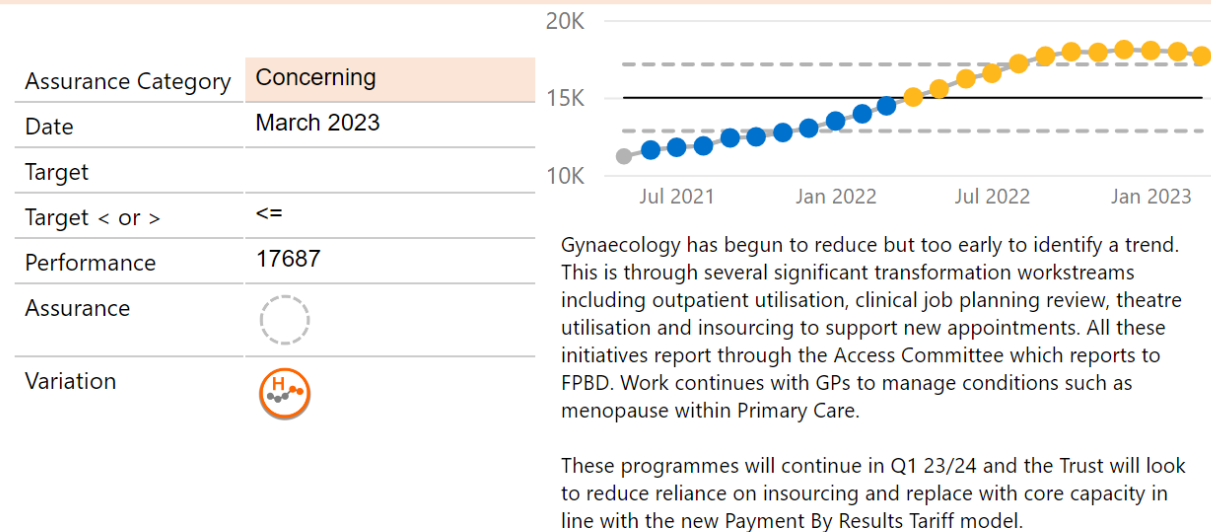 Assurance Category Concerning
Date March 2023
Target
Target < or > <=
Performance 17687
Assurance
Variation
H
20K
15K
10K
Jul 2021 Jan 2022 Jul 2022 Jan 2023
Gynaecology has begun to reduce but too early to identify a trend.
This is through several significant transformation workstreams
including outpatient utilisation, clinical job planning review, theatre
utilisation and insourcing to support new appointments. All these
initiatives report through the Access Committee which reports to
FPBD. Work continues with GPs to manage conditions such as
menopause within Primary Care.
These programmes will continue in Q1 23/24 and the Trust will look
to reduce reliance on insourcing and replace with core capacity in
line with the new Payment By Results Tariff model.